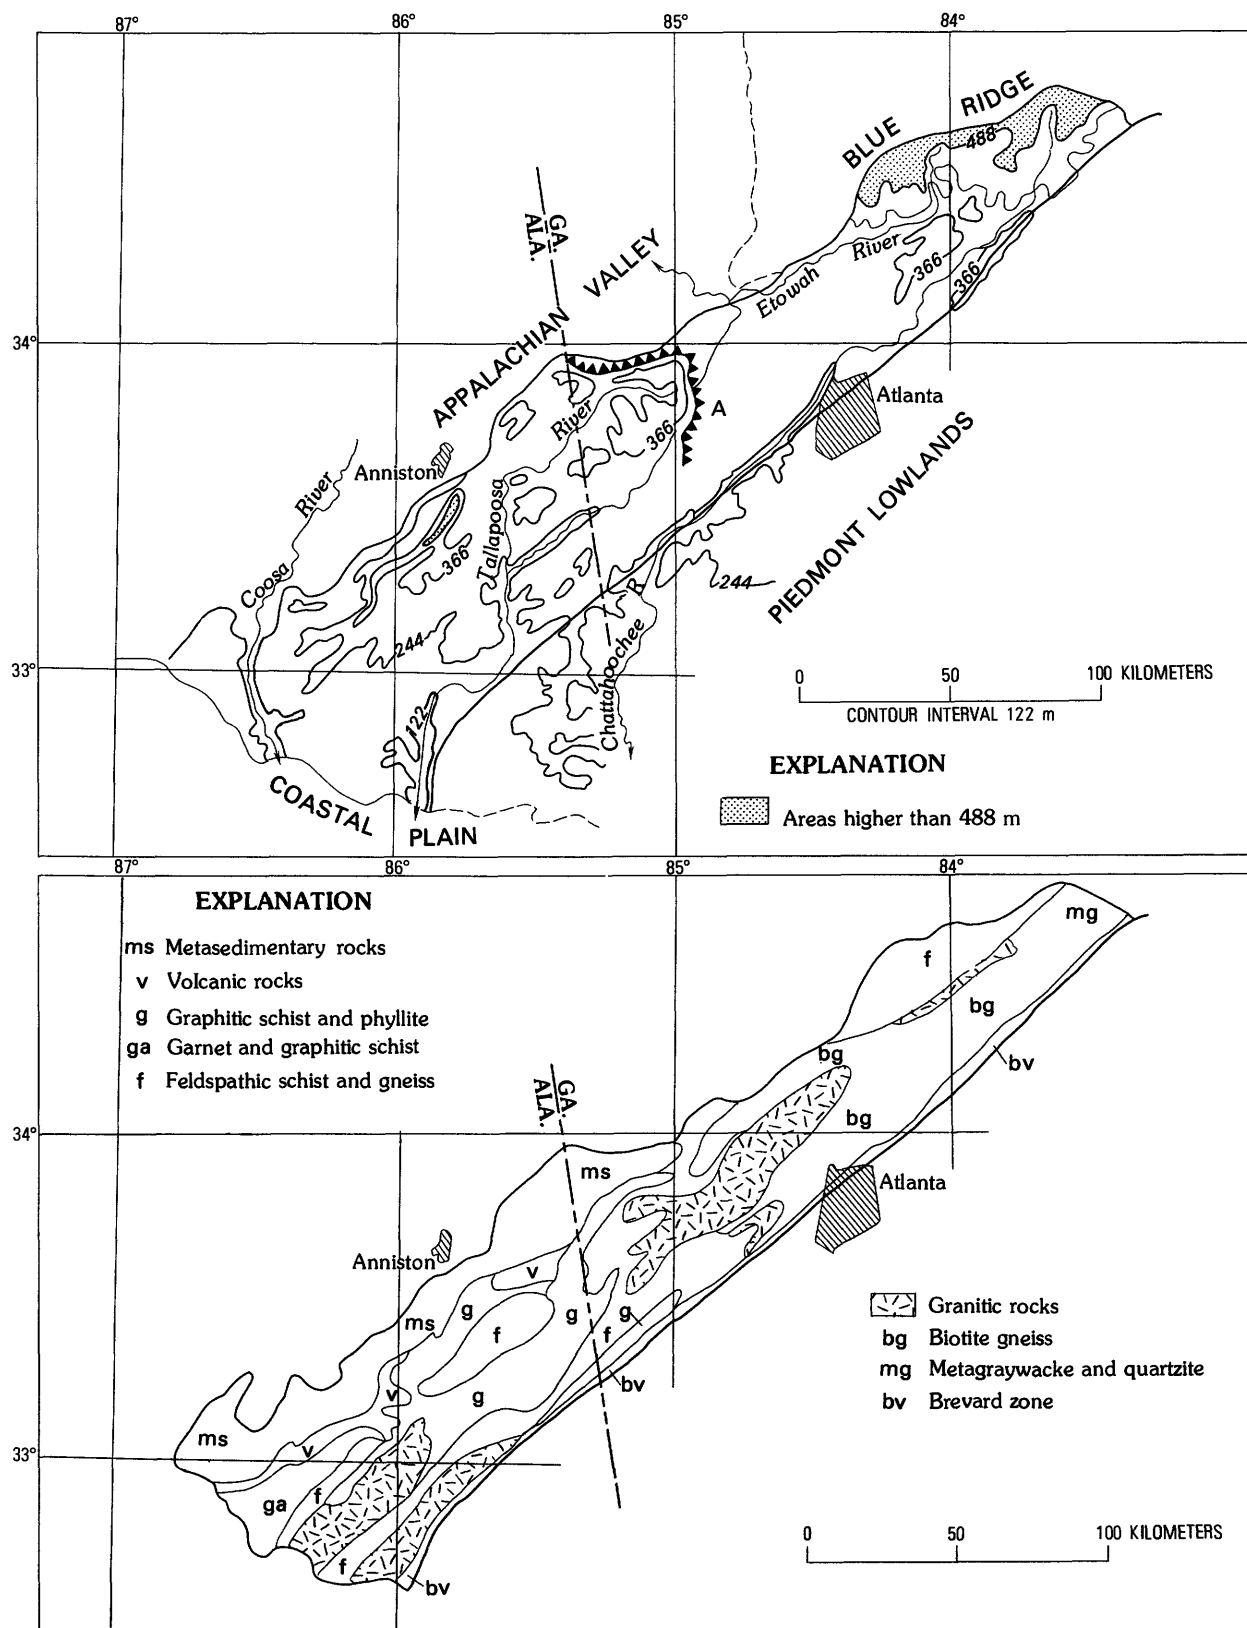 87° 86° 85° 84°
BLUE RIDGE
488
GA.
ALA.
APPALACHIAN VALLEY
Etowah River
366
366
34°
A
Atlanta
River
366
Anniston
Coosa River
Tallapoosa
366
PIEDMONT LOWLANDS
R
244
244
33°
Chattahoochee
122
0 50 100 KILOMETERS
CONTOUR INTERVAL 122 m
EXPLANATION
Areas higher than 488 m
COASTAL PLAIN
87° 86° 85° 84°
EXPLANATION
ms Metasedimentary rocks
v Volcanic rocks
g Graphitic schist and phyllite
ga Garnet and graphitic schist
f Feldspathic schist and gneiss
mg
f
bg
bg
bv
GA.
ALA.
34°
bg
ms
Atlanta
Anniston
v
ms
g
f
g
g
f
bv
v
g
Granitic rocks
bg Biotite gneiss
mg Metagraywacke and quartzite
bv Brevard zone
ms
33°
v
ga
f
f
bv
0 50 100 KILOMETERS